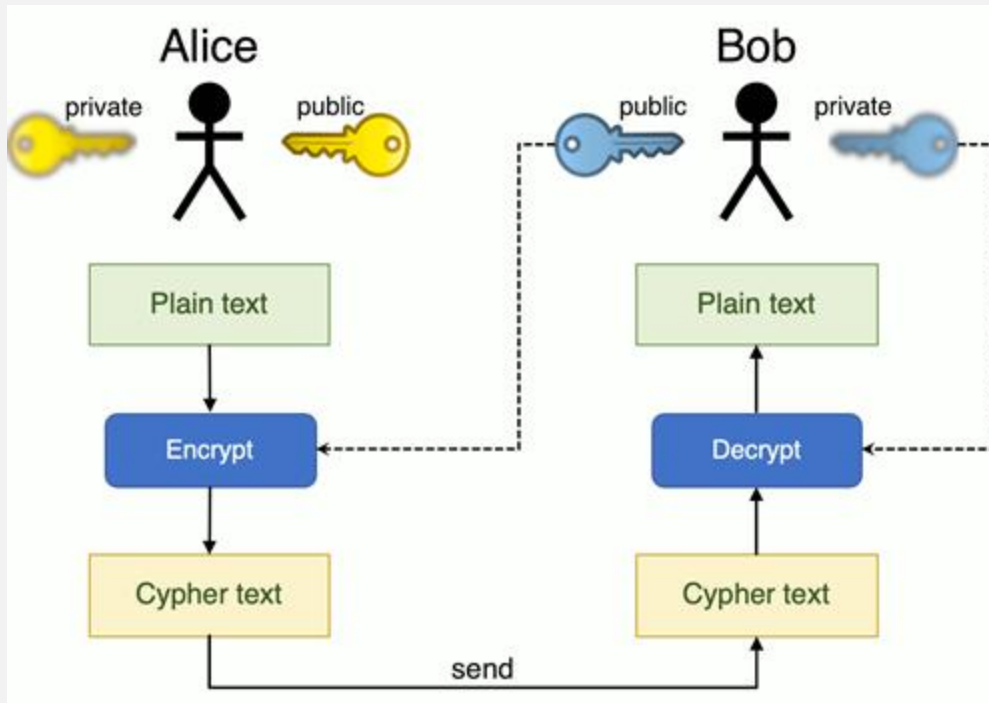 Alice
Bob
private
public
public
private
Plain text
Plain text
Encrypt
Decrypt
Cypher text
Cypher text
send